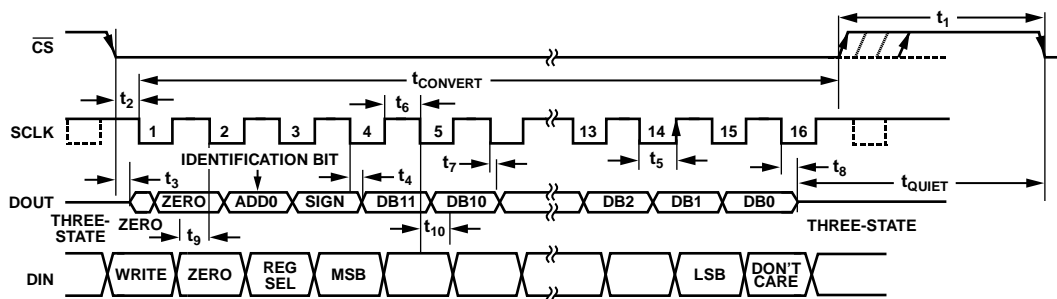 t1
CS
tCONVERT
t2
t6
SCLK 1 2 3 4 5 13 14 15 16
IDENTIFICATION BIT
t7
t5
t8
t3
t4
tQUIET
DOUT ZERO ADD0 SIGN DB11 DB10 DB2 DB1 DB0
THREE-STATE ZERO
t9
t10
THREE-STATE
DIN WRITE ZERO REG SEL MSB LSB DON'T CARE